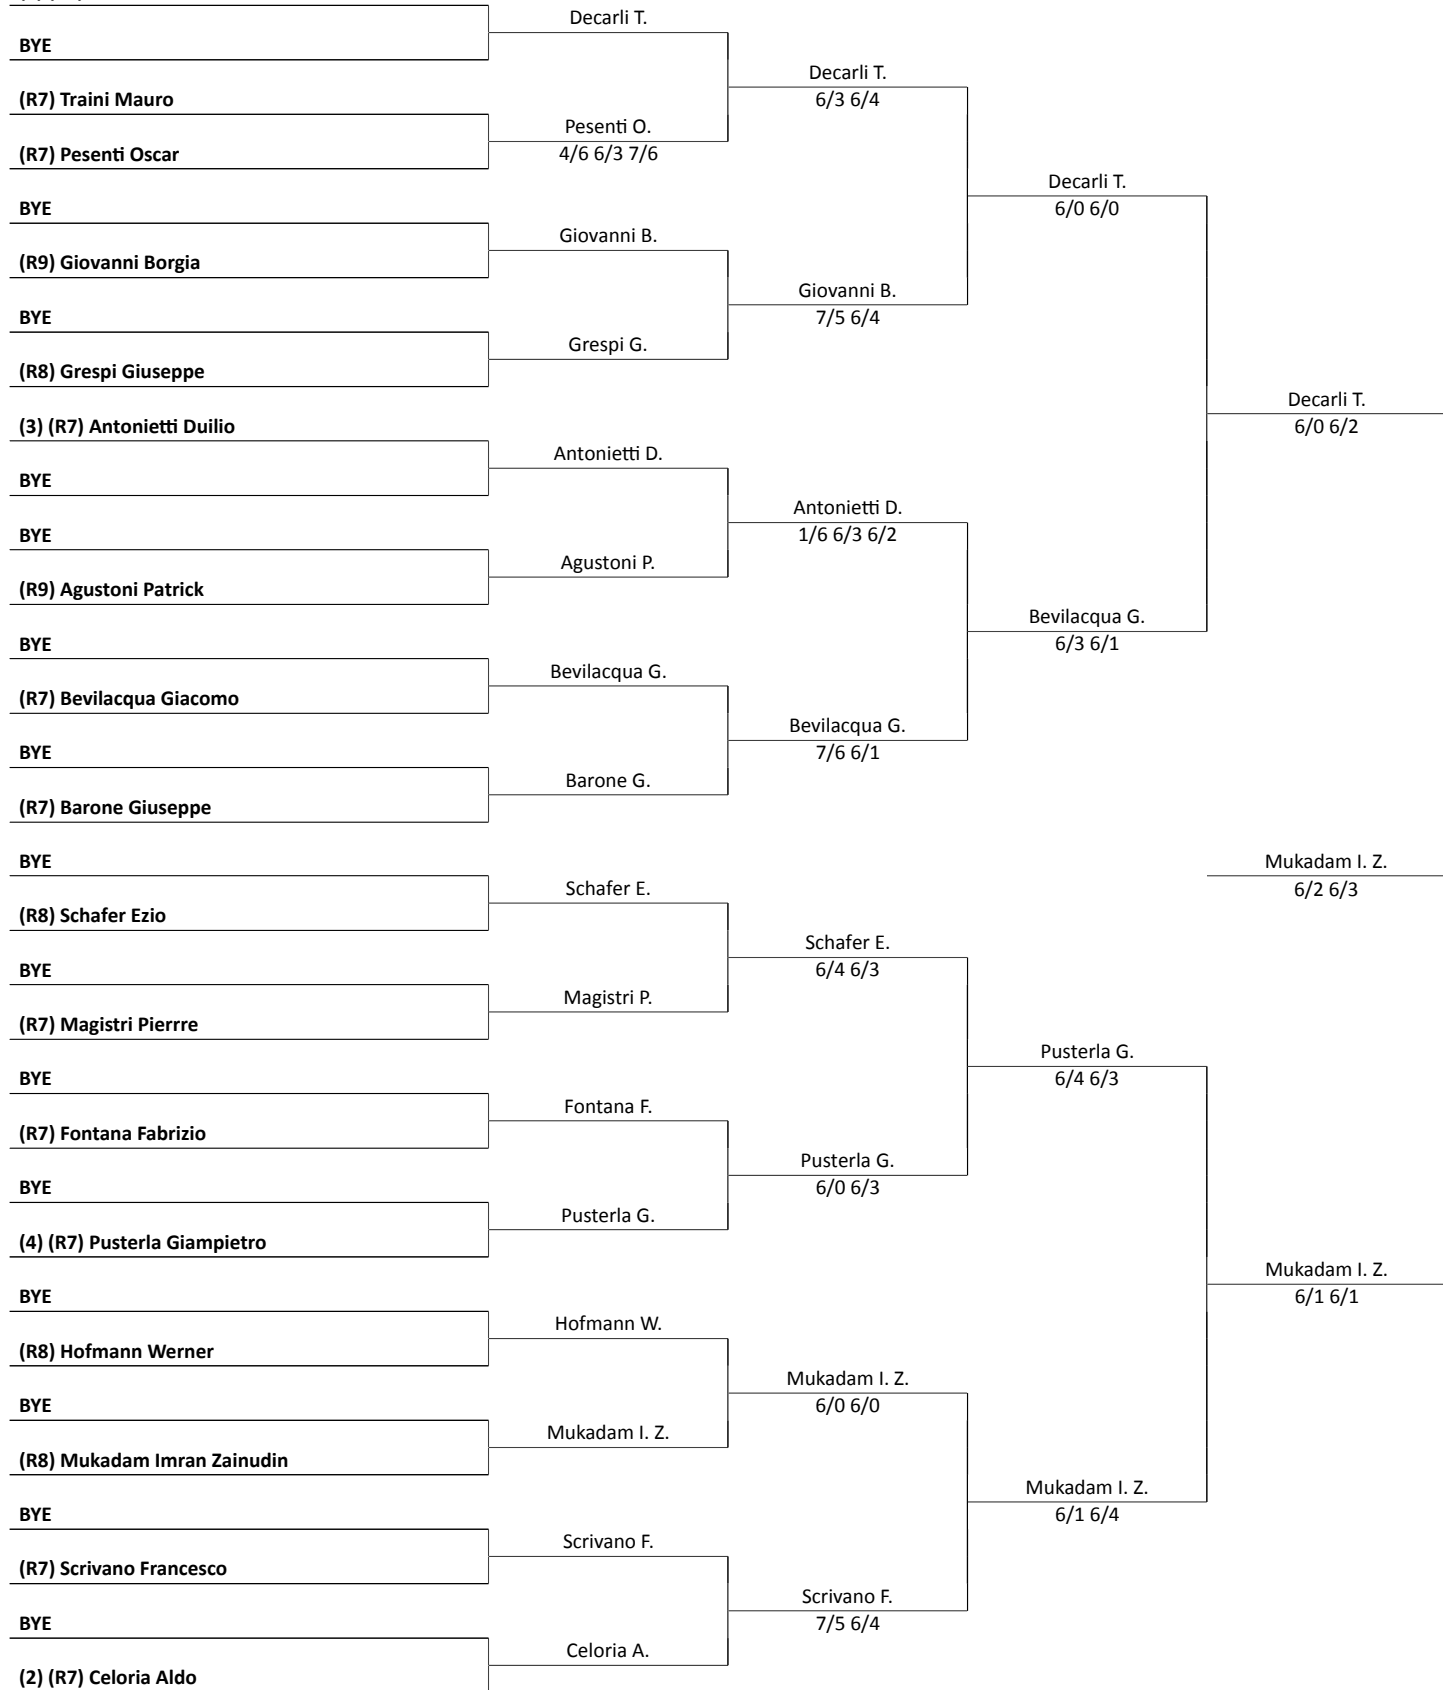 Decarli T.
BYE
Decarli T.
(R7) Traini Mauro
6/3 6/4
Pesenti O.
(R7) Pesenti Oscar
4/6 6/3 7/6
Decarli T.
BYE
6/0 6/0
Giovanni B.
(R9) Giovanni Borgia
Giovanni B.
BYE
7/5 6/4
Grespi G.
(R8) Grespi Giuseppe
Decarli T.
(3) (R7) Antonietti Duilio
6/0 6/2
Antonietti D.
BYE
Antonietti D.
BYE
1/6 6/3 6/2
Agustoni P.
(R9) Agustoni Patrick
Bevilacqua G.
BYE
6/3 6/1
Bevilacqua G.
(R7) Bevilacqua Giacomo
Bevilacqua G.
BYE
7/6 6/1
Barone G.
(R7) Barone Giuseppe
BYE
Mukadam I. Z.
Schafer E.
6/2 6/3
(R8) Schafer Ezio
Schafer E.
BYE
6/4 6/3
Magistri P.
(R7) Magistri Pierrre
Pusterla G.
BYE
6/4 6/3
Fontana F.
(R7) Fontana Fabrizio
Pusterla G.
BYE
6/0 6/3
Pusterla G.
(4) (R7) Pusterla Giampietro
Mukadam I. Z.
BYE
6/1 6/1
Hofmann W.
(R8) Hofmann Werner
Mukadam I. Z.
BYE
6/0 6/0
Mukadam I. Z.
(R8) Mukadam Imran Zainudin
Mukadam I. Z.
BYE
6/1 6/4
Scrivano F.
(R7) Scrivano Francesco
Scrivano F.
BYE
7/5 6/4
Celoria A.
(2) (R7) Celoria Aldo